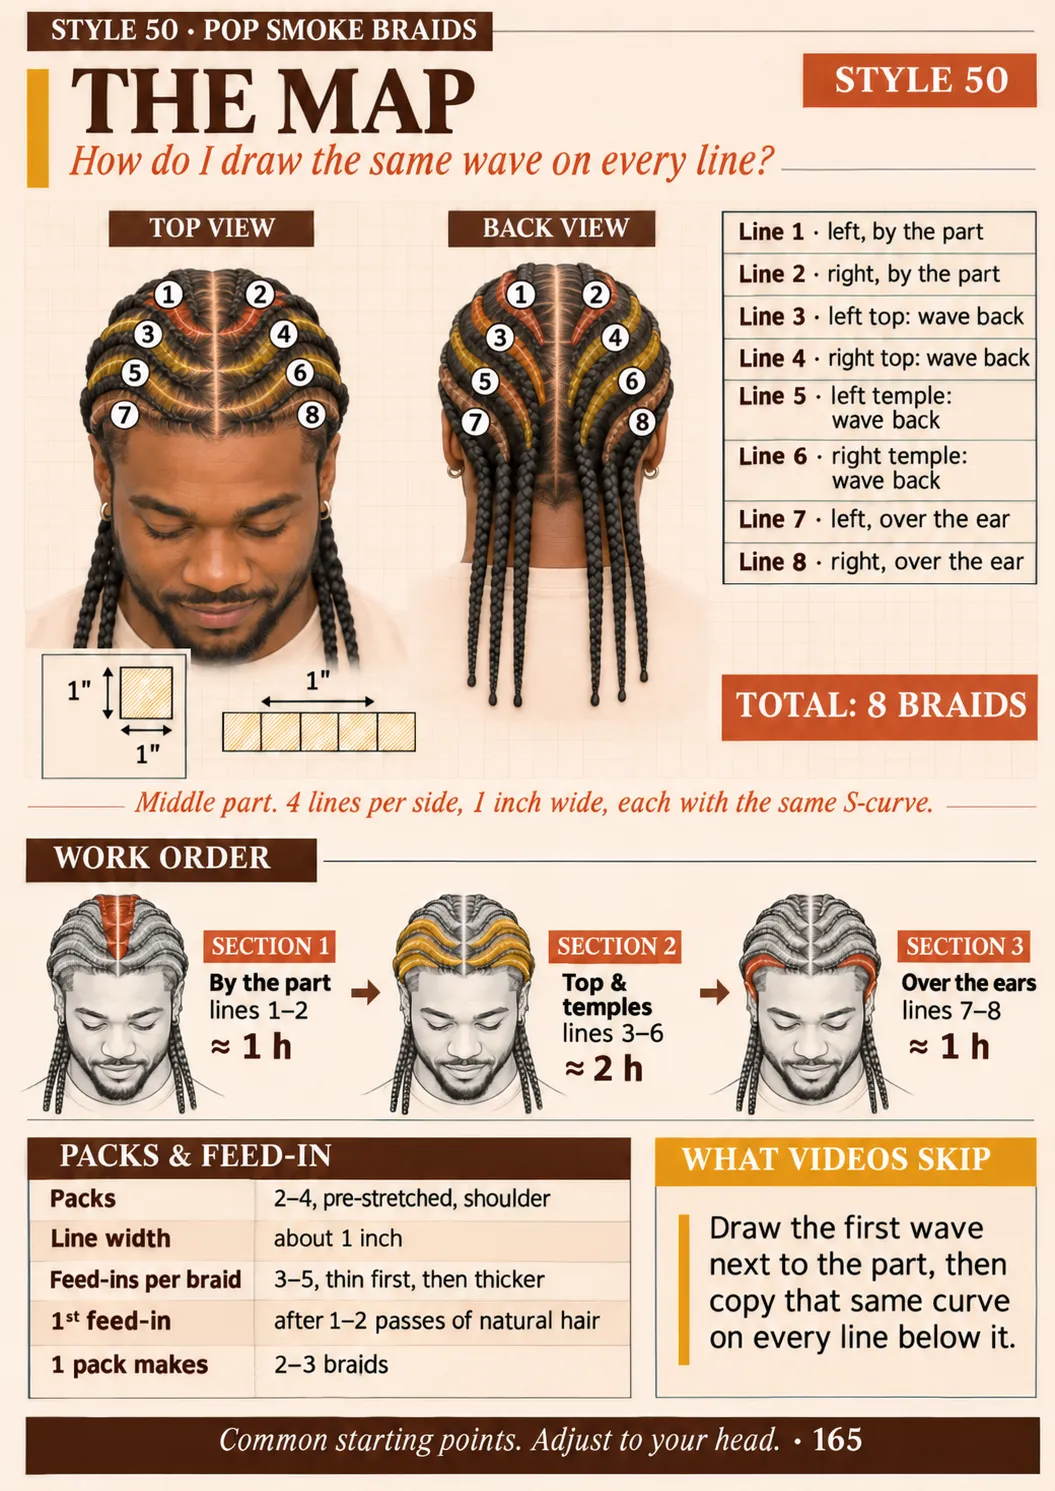 STYLE 50 · POP SMOKE BRAIDS
THE MAP
STYLE 50
How do I draw the same wave on every line?
TOP VIEW
1
2
3
4
5
6
7
8
BACK VIEW
1
2
3
4
5
6
7
8
Line 1 · left, by the part
Line 2 · right, by the part
Line 3 · left top: wave back
Line 4 · right top: wave back
Line 5 · left temple:
wave back
Line 6 · right temple:
wave back
Line 7 · left, over the ear
Line 8 · right, over the ear
1"
1"
1"
TOTAL: 8 BRAIDS
Middle part. 4 lines per side, 1 inch wide, each with the same S-curve.
WORK ORDER
SECTION 1
By the part
lines 1–2
≈ 1 h
SECTION 2
Top &
temples
lines 3–6
≈ 2 h
SECTION 3
Over the ears
lines 7–8
≈ 1 h
PACKS & FEED-IN
Packs 2–4, pre-stretched, shoulder
Line width about 1 inch
Feed-ins per braid 3–5, thin first, then thicker
1st feed-in after 1–2 passes of natural hair
1 pack makes 2–3 braids
WHAT VIDEOS SKIP
Draw the first wave
next to the part, then
copy that same curve
on every line below it.
Common starting points. Adjust to your head. · 165